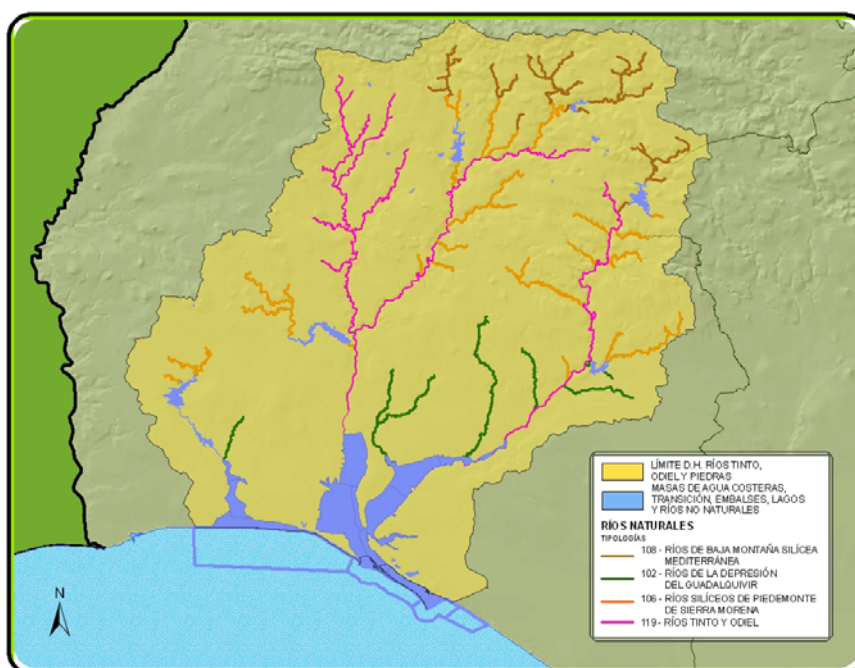 N
LÍMITE D.H. RÍOS TINTO,
ODIEL Y PIEDRAS
MASAS DE AGUA COSTERAS,
TRANSICIÓN, EMBALSES, LAGOS
Y RÍOS NO NATURALES
RÍOS NATURALES
TIPOLOGÍAS
108 - RÍOS DE BAJA MONTAÑA SILÍCEA
MEDITERRÁNEA
102 - RÍOS DE LA DEPRESIÓN
DEL GUADALQUIVIR
106 - RÍOS SILÍCEOS DE PIEDEMONTE
DE SIERRA MORENA
119 - RÍOS TINTO Y ODIEL